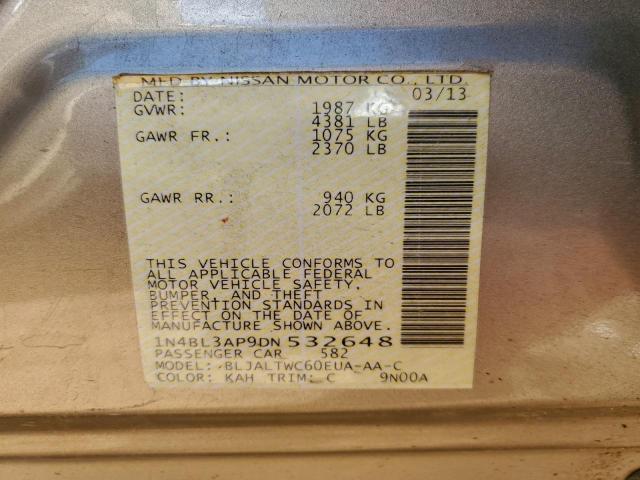 MFD BY NISSAN MOTOR CO., LTD
DATE: 03/13
GVWR: 1987 KG
4381 LB
GAWR FR.: 1075 KG
2370 LB
GAWR RR.: 940 KG
2072 LB
THIS VEHICLE CONFORMS TO
ALL APPLICABLE FEDERAL
MOTOR VEHICLE SAFETY,
BUMPER, AND THEFT
PREVENTION STANDARDS IN
EFFECT ON THE DATE OF
MANUFACTURE SHOWN ABOVE.
1N4BL3AP9DN532648
PASSENGER CAR 582
MODEL: BLJALTWC60EUA-AA-C
COLOR: KAH TRIM: C 9N00A